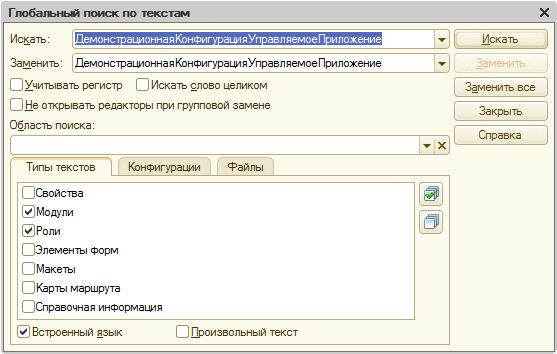 Глобальный поиск по текстам
Искать: ДемонстрационнаяКонфигурацияУправляемоеПриложение Искать
Заменить: ДемонстрационнаяКонфигурацияУправляемоеПриложение Заменить
Учитывать регистр Искать слово целиком Заменить все
Не открывать редакторы при групповой замене Закрыть
Область поиска: Справка
Типы текстов Конфигурации Файлы
Свойства
Модули
Роли
Элементы форм
Макеты
Карты маршрута
Справочная информация
Встроенный язык Произвольный текст